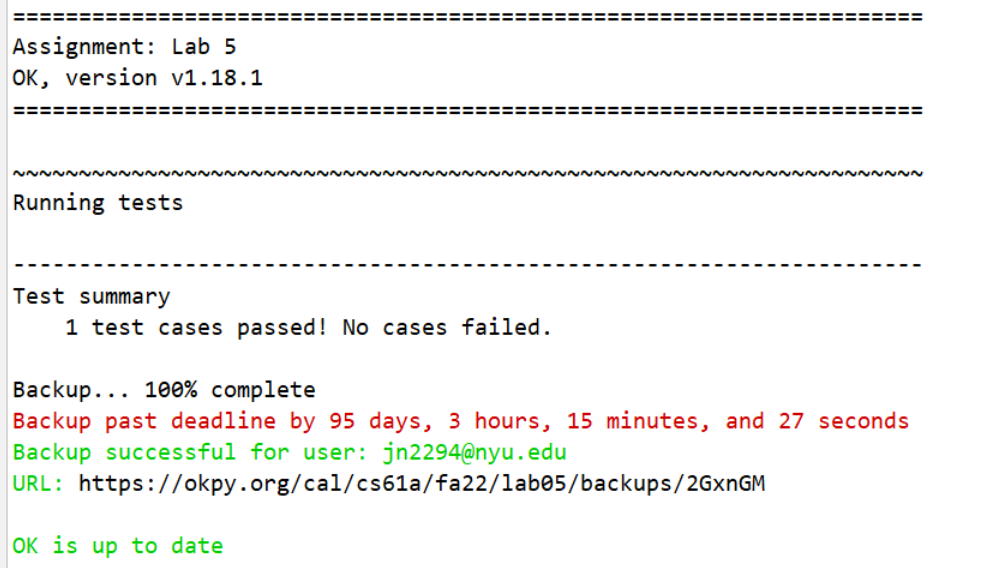 =====================================================================
Assignment: Lab 5
OK, version v1.18.1
=====================================================================
~~~~~~~~~~~~~~~~~~~~~~~~~~~~~~~~~~~~~~~~~~~~~~~~~~~~~~~~~~~~~~~~~~~~~
Running tests
---------------------------------------------------------------------
Test summary
    1 test cases passed! No cases failed.
Backup... 100% complete
Backup past deadline by 95 days, 3 hours, 15 minutes, and 27 seconds
Backup successful for user: jn2294@nyu.edu
URL: https://okpy.org/cal/cs61a/fa22/lab05/backups/2GxnGM
OK is up to date